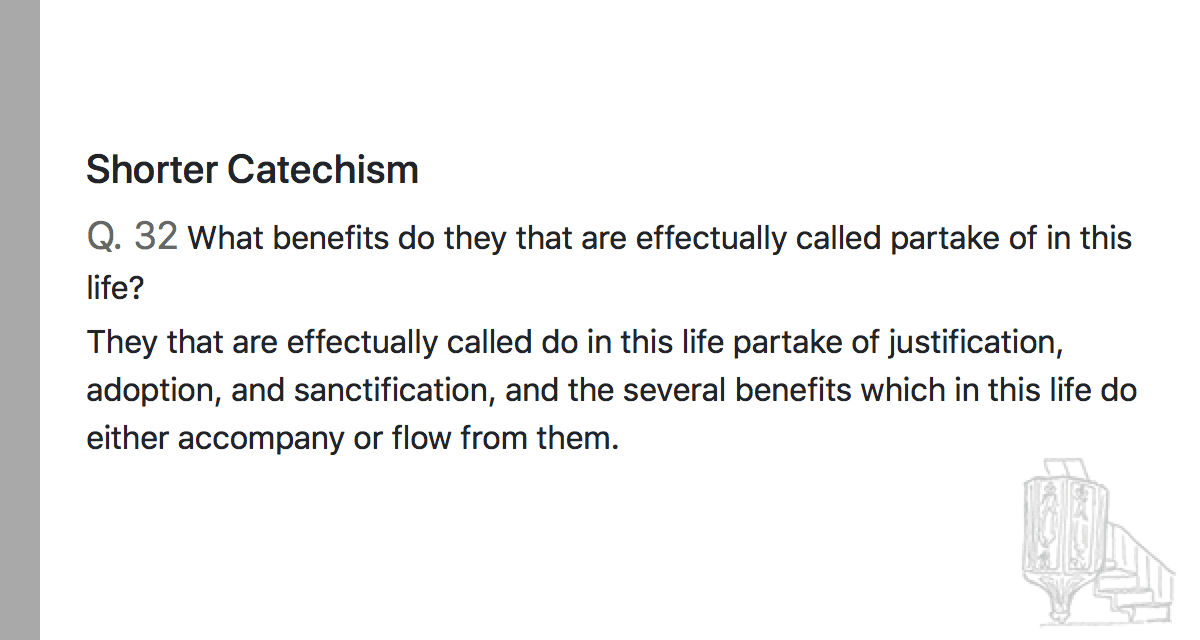 Shorter Catechism
Q. 32 What benefits do they that are effectually called partake of in this
life?
They that are effectually called do in this life partake of justification,
adoption, and sanctification, and the several benefits which in this life do
either accompany or flow from them.